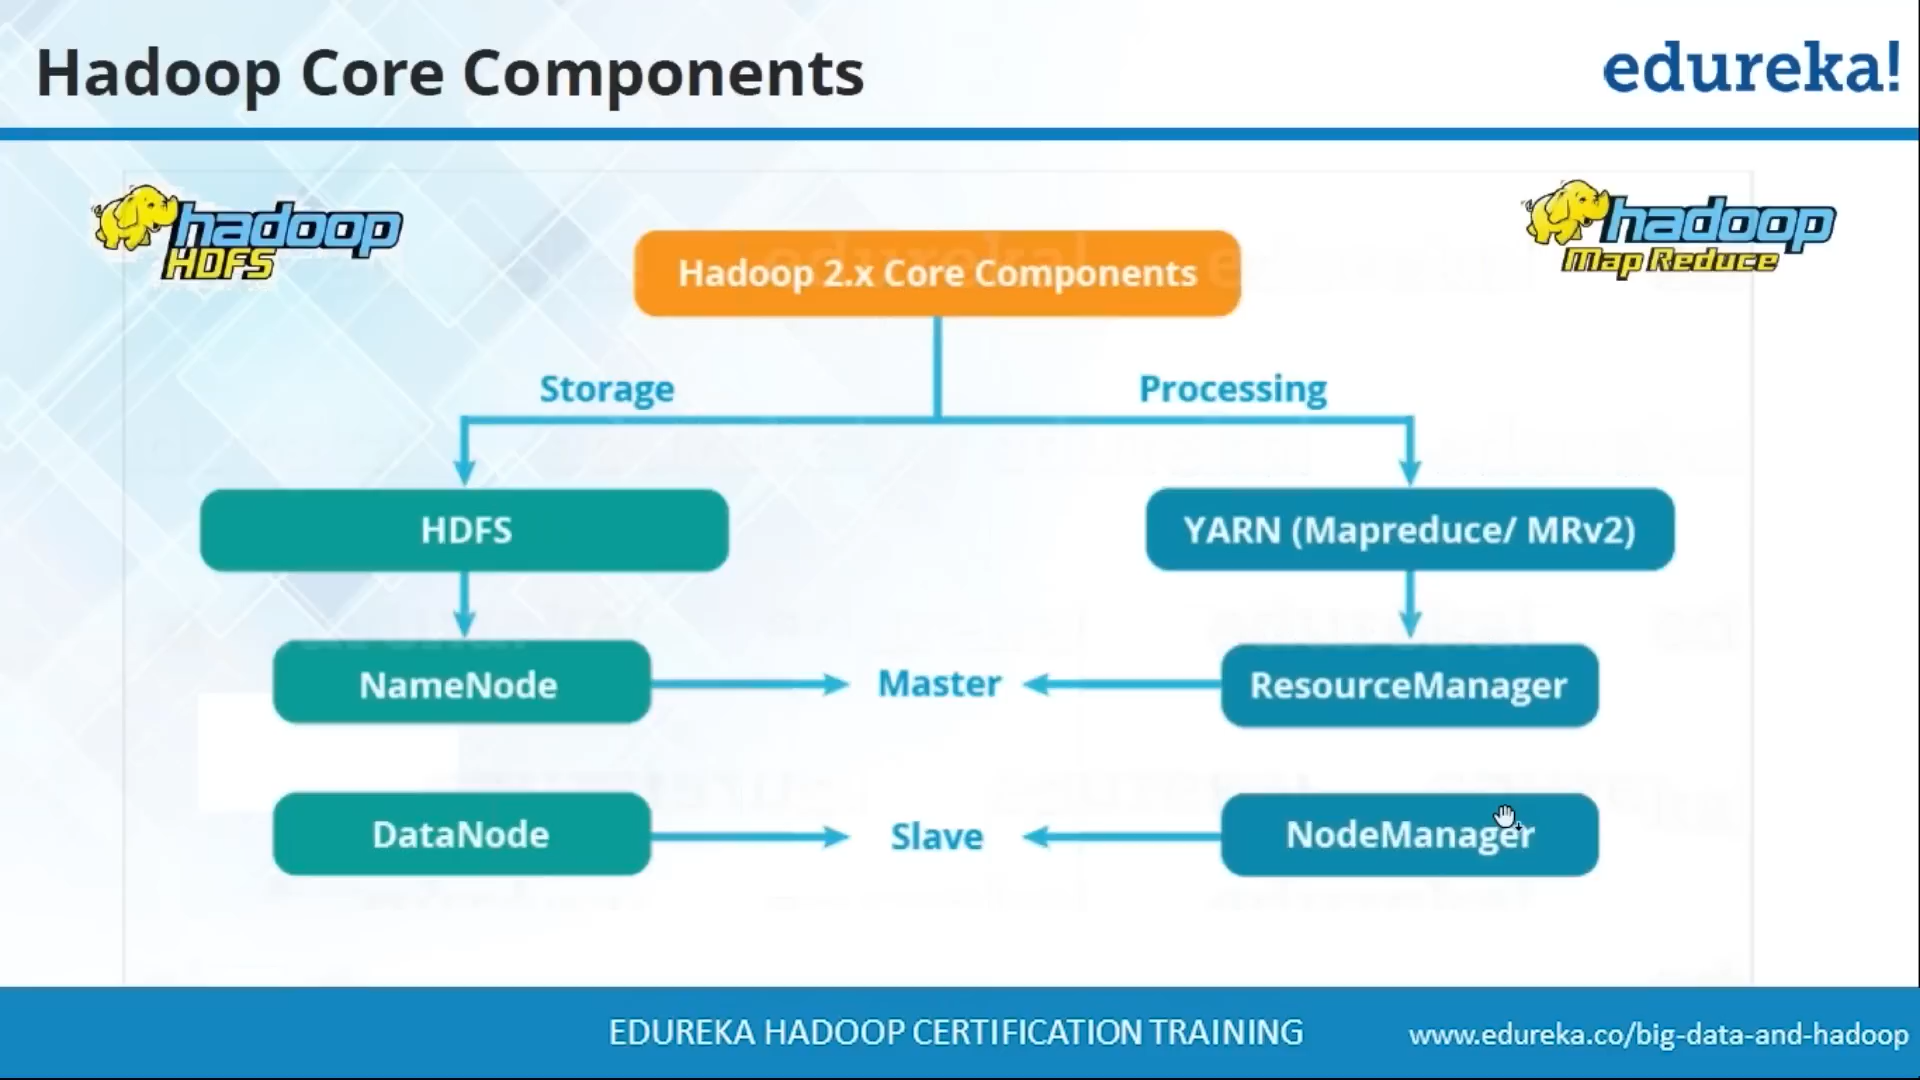 Hadoop Core Components
edureka!
hadoop
HDFS
hadoop
Map Reduce
Hadoop 2.x Core Components
Storage
Processing
HDFS
YARN (Mapreduce/ MRv2)
NameNode
Master
ResourceManager
DataNode
Slave
NodeManager
EDUREKA HADOOP CERTIFICATION TRAINING
www.edureka.co/big-data-and-hadoop